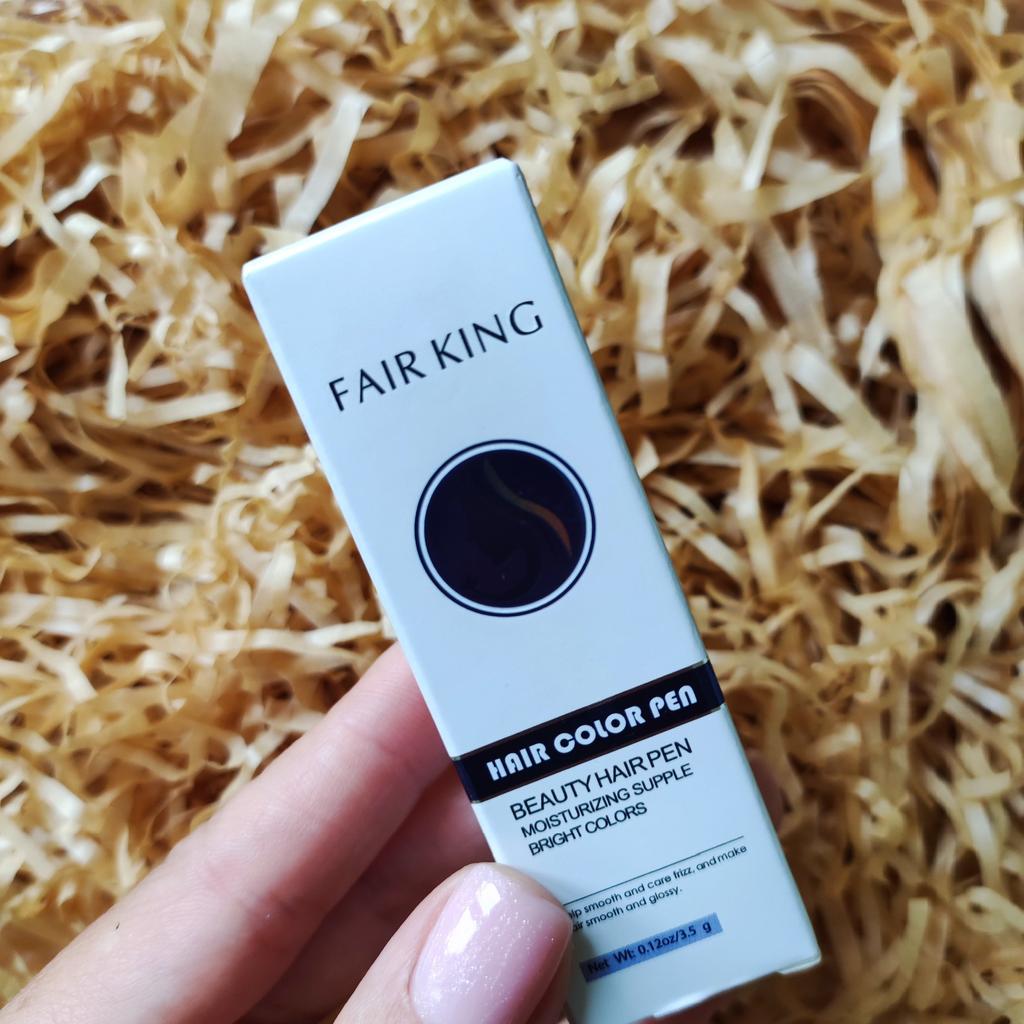 FAIR KING
HAIR COLOR PEN
BEAUTY HAIR PEN
MOISTURIZING SUPPLE
BRIGHT COLORS
smooth and care frizz, and make
smooth and glossy.
Net Wt: 0.12oz/3.5 g